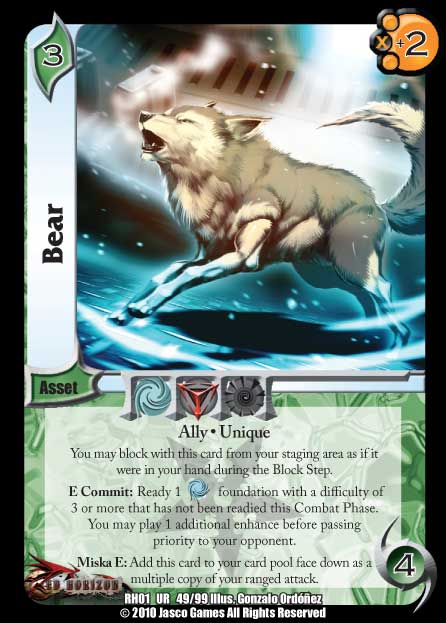 3
X +2
Bear
Asset
Ally • Unique
You may block with this card from your staging area as if it
were in your hand during the Block Step.
E Commit: Ready 1 foundation with a difficulty of
3 or more that has not been readied this Combat Phase.
You may play 1 additional enhance before passing
priority to your opponent.
Miska E: Add this card to your card pool face down as a
multiple copy of your ranged attack.
4
RED HORIZON
RH01_UR 49/99 Illus. Gonzalo Ordóñez
© 2010 Jasco Games All Rights Reserved